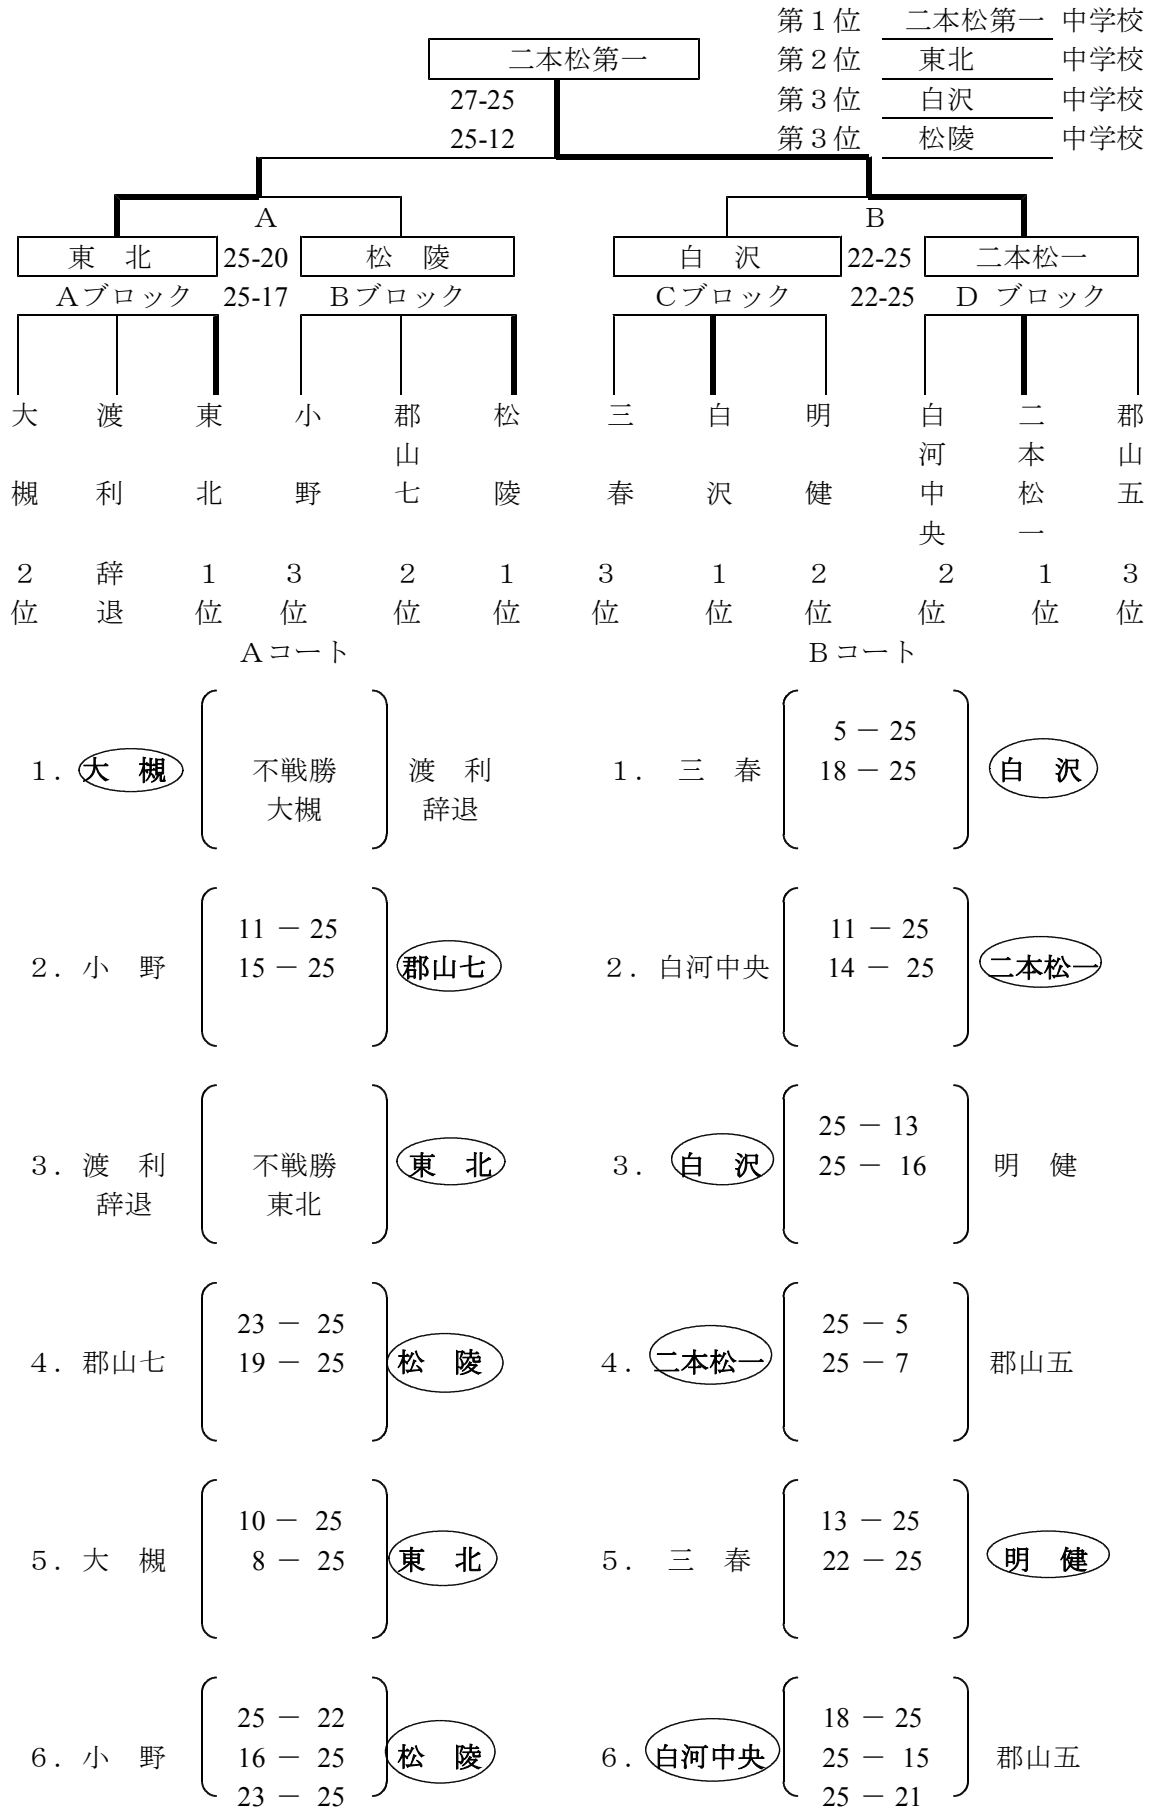 第１位 二本松第一 中学校
二本松第一 第２位 東北 中学校
27-25 第３位 白沢 中学校
25-12 第３位 松陵 中学校
A B
東 北 25-20 松 陵 白 沢 22-25 二本松一
Aブロック 25-17 Bブロック Cブロック 22-25 D ブロック
大槻 渡利 東北 小野 郡山七 松陵 三春 白沢 明健 白河中央 二本松一 郡山五
２位 辞退 １位 ３位 ２位 １位 ３位 １位 ２位 ２位 １位 ３位
Aコート Bコート
5 － 25
１. 大 槻 不戦勝 渡 利 １. 三 春 18 － 25 白 沢
大槻 辞退
11 － 25 11 － 25
２. 小 野 15 － 25 郡山七 ２. 白河中央 14 － 25 二本松一
25 － 13
３. 渡 利 不戦勝 東 北 ３. 白 沢 25 － 16 明 健
辞退 東北
23 － 25 25 － 5
４. 郡山七 19 － 25 松 陵 ４. 二本松一 25 － 7 郡山五
10 － 25 13 － 25
５. 大 槻 8 － 25 東 北 ５. 三 春 22 － 25 明 健
25 － 22 18 － 25
６. 小 野 16 － 25 松 陵 ６. 白河中央 25 － 15 郡山五
23 － 25 25 － 21